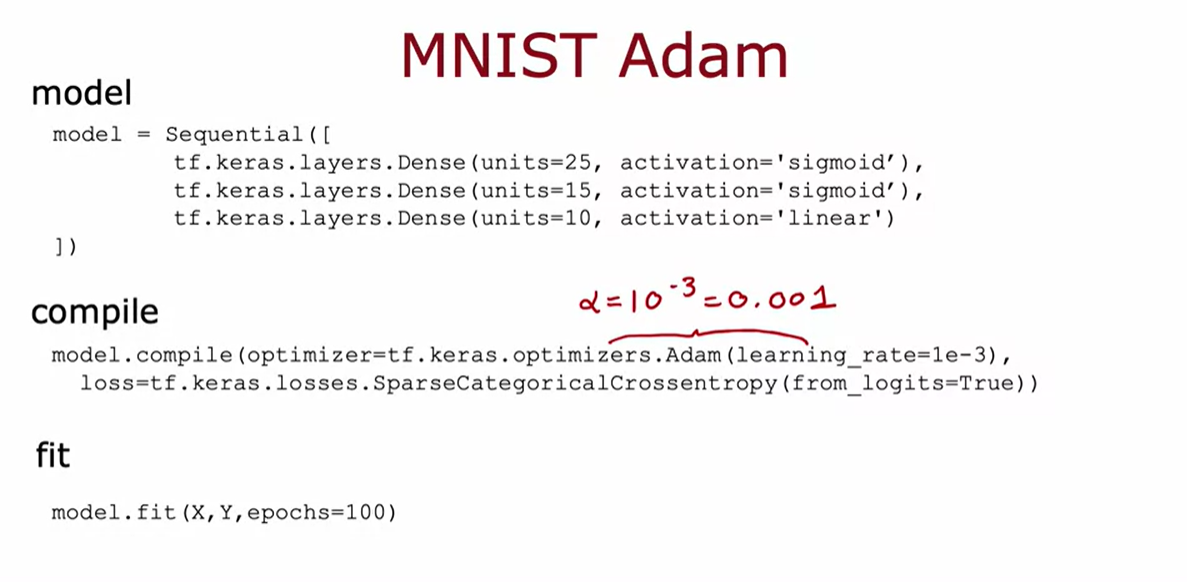 MNIST Adam
model
model = Sequential([
tf.keras.layers.Dense(units=25, activation='sigmoid’),
tf.keras.layers.Dense(units=15, activation='sigmoid’),
tf.keras.layers.Dense(units=10, activation='linear')
])
α=10⁻³=0.001
compile
model.compile(optimizer=tf.keras.optimizers.Adam(learning_rate=1e-3),
loss=tf.keras.losses.SparseCategoricalCrossentropy(from_logits=True))
fit
model.fit(X,Y,epochs=100)